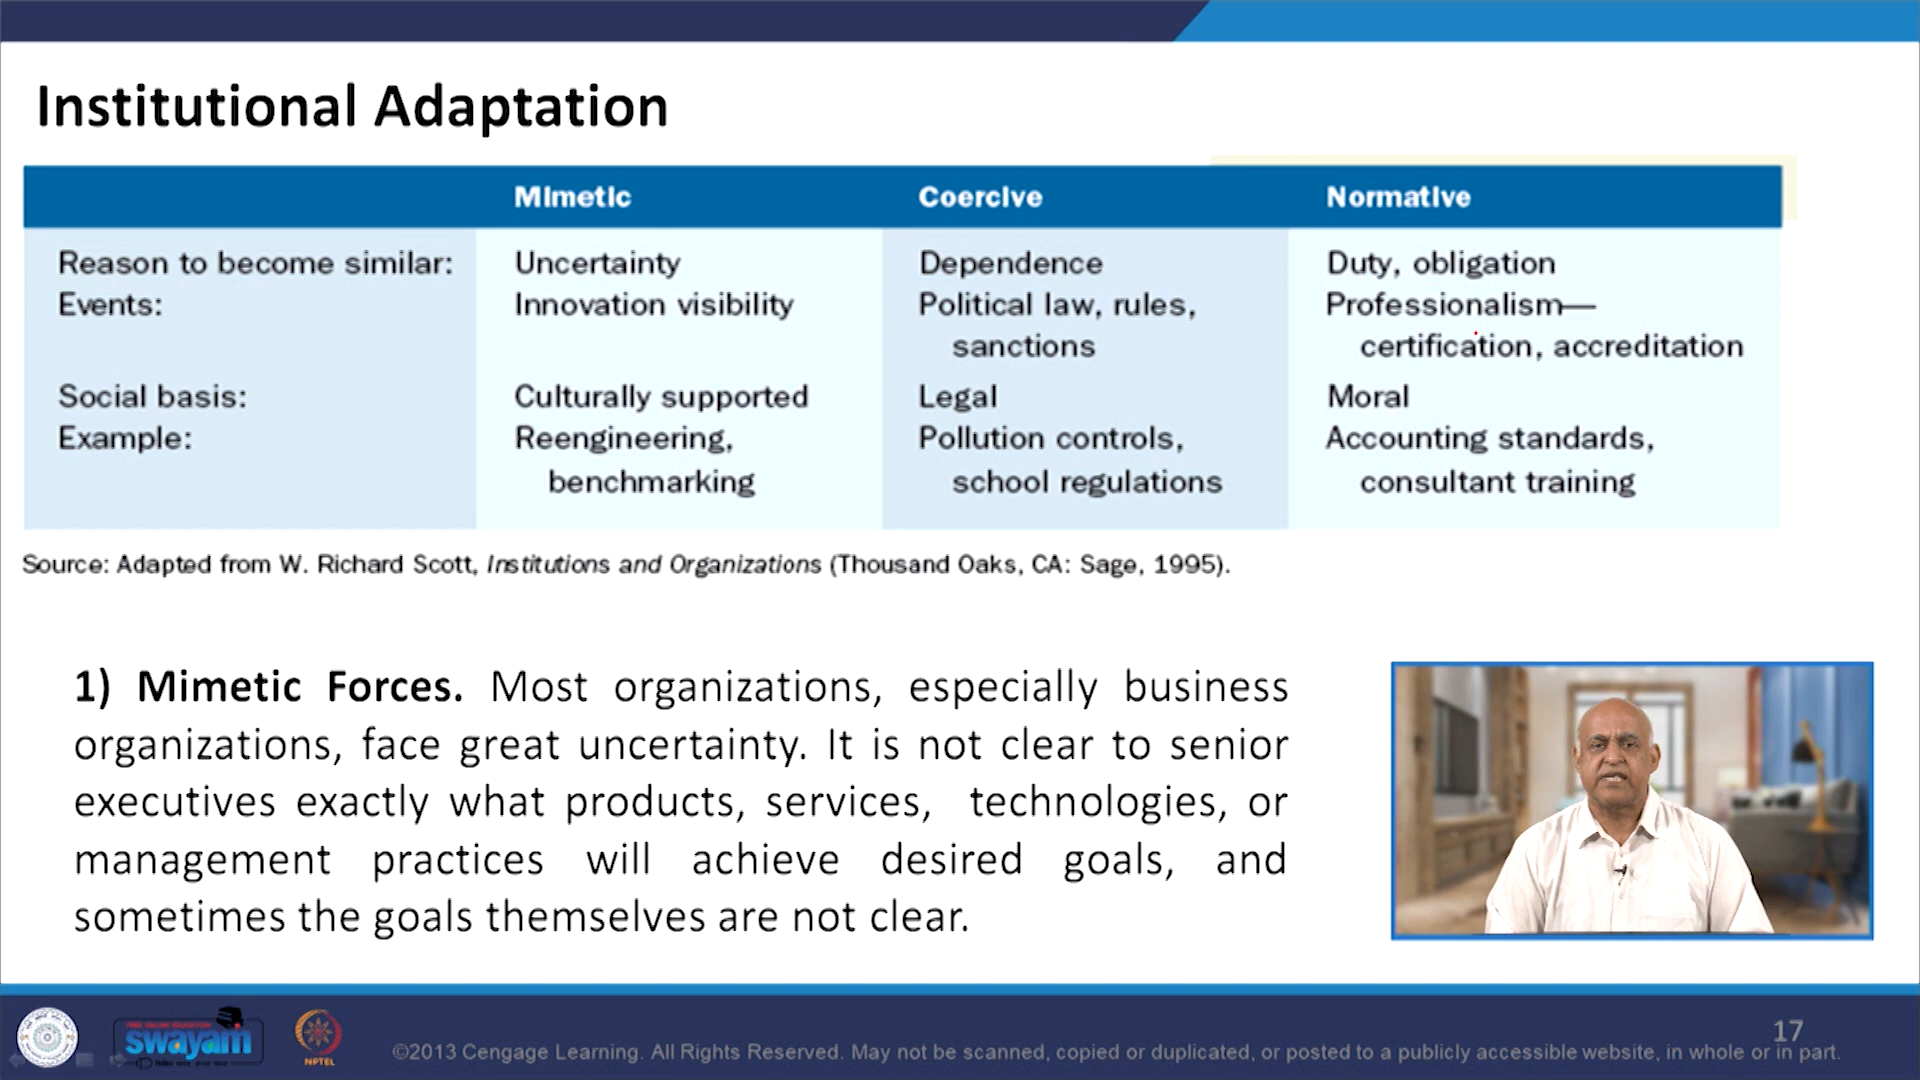 Institutional Adaptation
Mimetic Coercive Normative
Reason to become similar: Uncertainty Dependence Duty, obligation
Events: Innovation visibility Political law, rules, Professionalism—
sanctions certification, accreditation
Social basis: Culturally supported Legal Moral
Example: Reengineering, Pollution controls, Accounting standards,
benchmarking school regulations consultant training
Source: Adapted from W. Richard Scott, Institutions and Organizations (Thousand Oaks, CA: Sage, 1995).
1) Mimetic Forces. Most organizations, especially business
organizations, face great uncertainty. It is not clear to senior
executives exactly what products, services, technologies, or
management practices will achieve desired goals, and
sometimes the goals themselves are not clear.
FREE ONLINE EDUCATION
swayam
NPTEL
17
©2013 Cengage Learning. All Rights Reserved. May not be scanned, copied or duplicated, or posted to a publicly accessible website, in whole or in part.